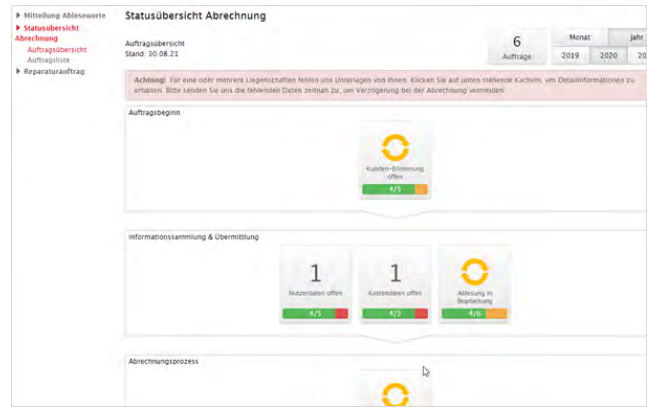 Mitteilung Ablesewerte
Statusübersicht
Abrechnung
Auftragsübersicht
Auftragsliste
Reparaturauftrag
Statusübersicht Abrechnung
Auftragsübersicht
Stand: 30.08.21
6
Aufträge
Monat
Jahr
2019
2020
20
Achtung! Für eine oder mehrere Liegenschaften fehlen uns Unterlagen von Ihnen. Klicken Sie auf unten stehende Kacheln, um Detailinformationen zu
erhalten. Bitte senden Sie uns die fehlenden Daten zeitnah zu, um Verzögerung bei der Abrechnung vermeiden
Auftragsbeginn
Kunden-Erinnerung
offen
4/5
Informationssammlung & Übermittlung
1
Nutzerdaten offen
4/5
1
Kostendaten offen
4/5
Ablesung in
Bearbeitung
4/6
Abrechnungsprozess